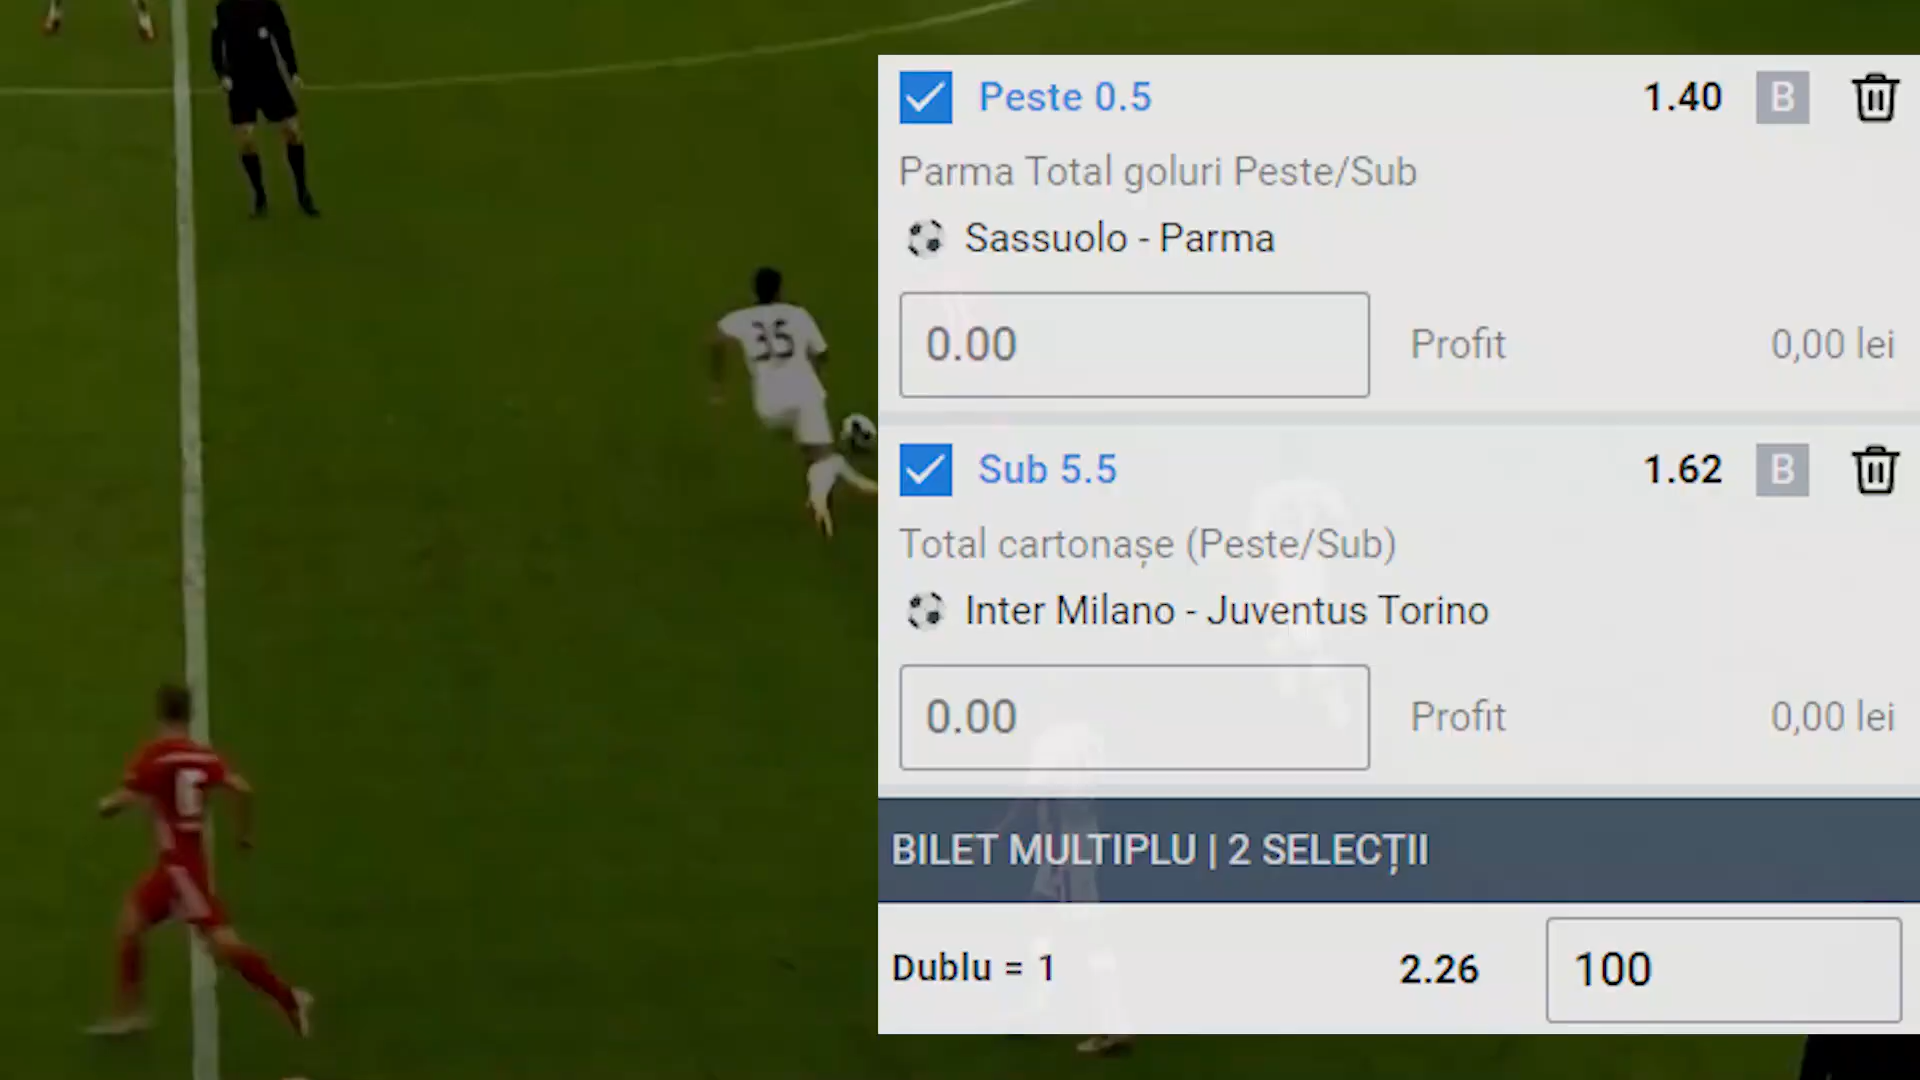 Peste 0.5 1.40 B
Parma Total goluri Peste/Sub
Sassuolo - Parma
0.00 Profit 0,00 lei
Sub 5.5 1.62 B
Total cartonașe (Peste/Sub)
Inter Milano - Juventus Torino
0.00 Profit 0,00 lei
BILET MULTIPLU | 2 SELECȚII
Dublu = 1 2.26 100
35